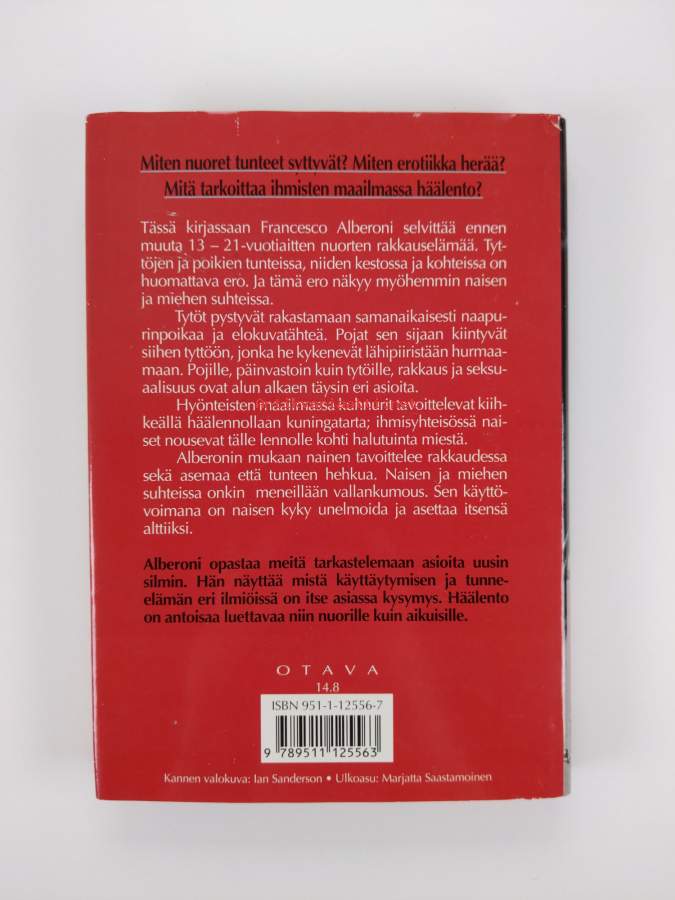 Miten nuoret tunteet syttyvät? Miten erotiikka herää?
Mitä tarkoittaa ihmisten maailmassa häälento?
Tässä kirjassaan Francesco Alberoni selvittää ennen
muuta 13 – 21-vuotiaitten nuorten rakkauselämää. Tyt-
töjen ja poikien tunteissa, niiden kestossa ja kohteissa on
huomattava ero. Ja tämä ero näkyy myöhemmin naisen
ja miehen suhteissa.
Tytöt pystyvät rakastamaan samanaikaisesti naapu-
rinpoikaa ja elokuvatähteä. Pojat sen sijaan kiintyvät
siihen tyttöön, jonka he kykenevät lähipiiristään hurmaa-
maan. Pojille, päinvastoin kuin tytöille, rakkaus ja seksu-
aalisuus ovat alun alkaen täysin eri asioita.
Hyönteisten maailmassa kuhnurit tavoittelevat kiih-
keällä häälennollaan kuningatarta; ihmisyhteisössä nai-
set nousevat tälle lennolle kohti halutuinta miestä.
Alberonin mukaan nainen tavoittelee rakkaudessa
sekä asemaa että tunteen hehkua. Naisen ja miehen
suhteissa onkin meneillään vallankumous. Sen käyttö-
voimana on naisen kyky unelmoida ja asettaa itsensä
alttiiksi.
Alberoni opastaa meitä tarkastelemaan asioita uusin
silmin. Hän näyttää mistä käyttäytymisen ja tunne-
elämän eri ilmiöissä on itse asiassa kysymys. Häälento
on antoisaa luettavaa niin nuorille kuin aikuisille.
OTAVA
14.8
ISBN 951-1-12556-7
9 789511 125563
Kannen valokuva: Ian Sanderson • Ulkoasu: Marjatta Saastamoinen